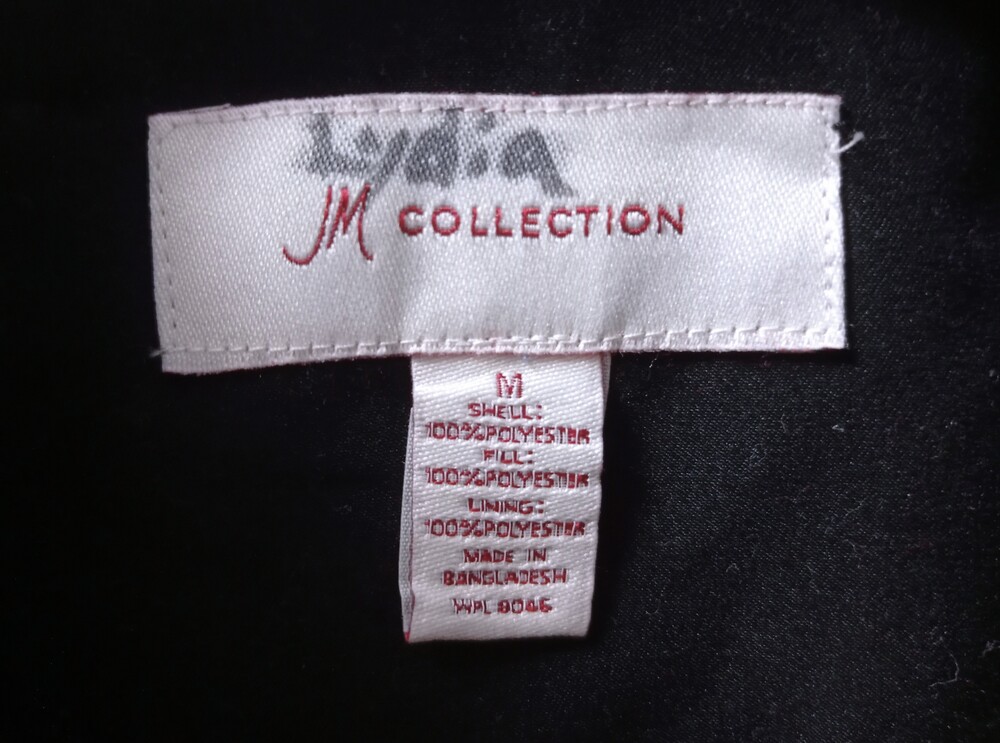 Lydia
JM COLLECTION
M
SHELL:
100%POLYESTER
FILL:
100%POLYESTER
LINING:
100%POLYESTER
MADE IN
BANGLADESH
WPL 8046